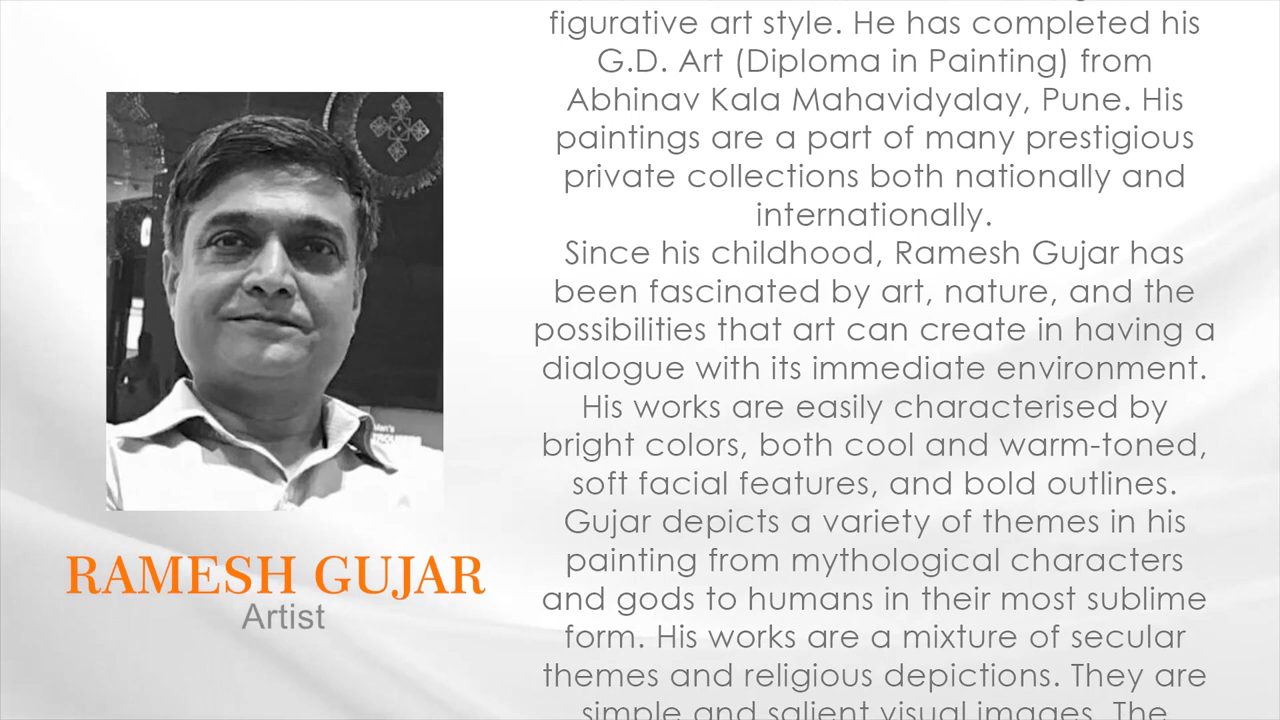 figurative art style. He has completed his
G.D. Art (Diploma in Painting) from
Abhinav Kala Mahavidyalay, Pune. His
paintings are a part of many prestigious
private collections both nationally and
internationally.
Since his childhood, Ramesh Gujar has
been fascinated by art, nature, and the
possibilities that art can create in having a
dialogue with its immediate environment.
His works are easily characterised by
bright colors, both cool and warm-toned,
soft facial features, and bold outlines.
Gujar depicts a variety of themes in his
painting from mythological characters
and gods to humans in their most sublime
form. His works are a mixture of secular
themes and religious depictions. They are
simple and salient visual images. The
RAMESH GUJAR
Artist